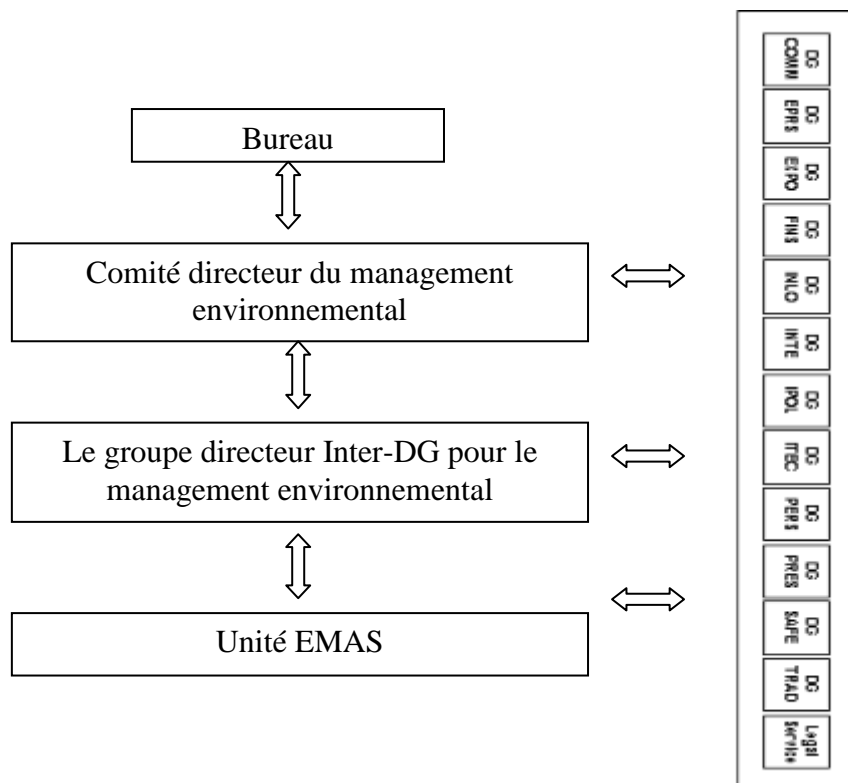 Bureau
Comité directeur du management
environnemental
Le groupe directeur Inter-DG pour le
management environnemental
Unité EMAS
DG
COMM
DG
EPRS
DG
EXPO
DG
FINS
DG
INLO
DG
INTE
DG
IPOL
DG
ITEC
DG
PERS
DG
PRES
DG
SAFE
DG
TRAD
Legal
Service